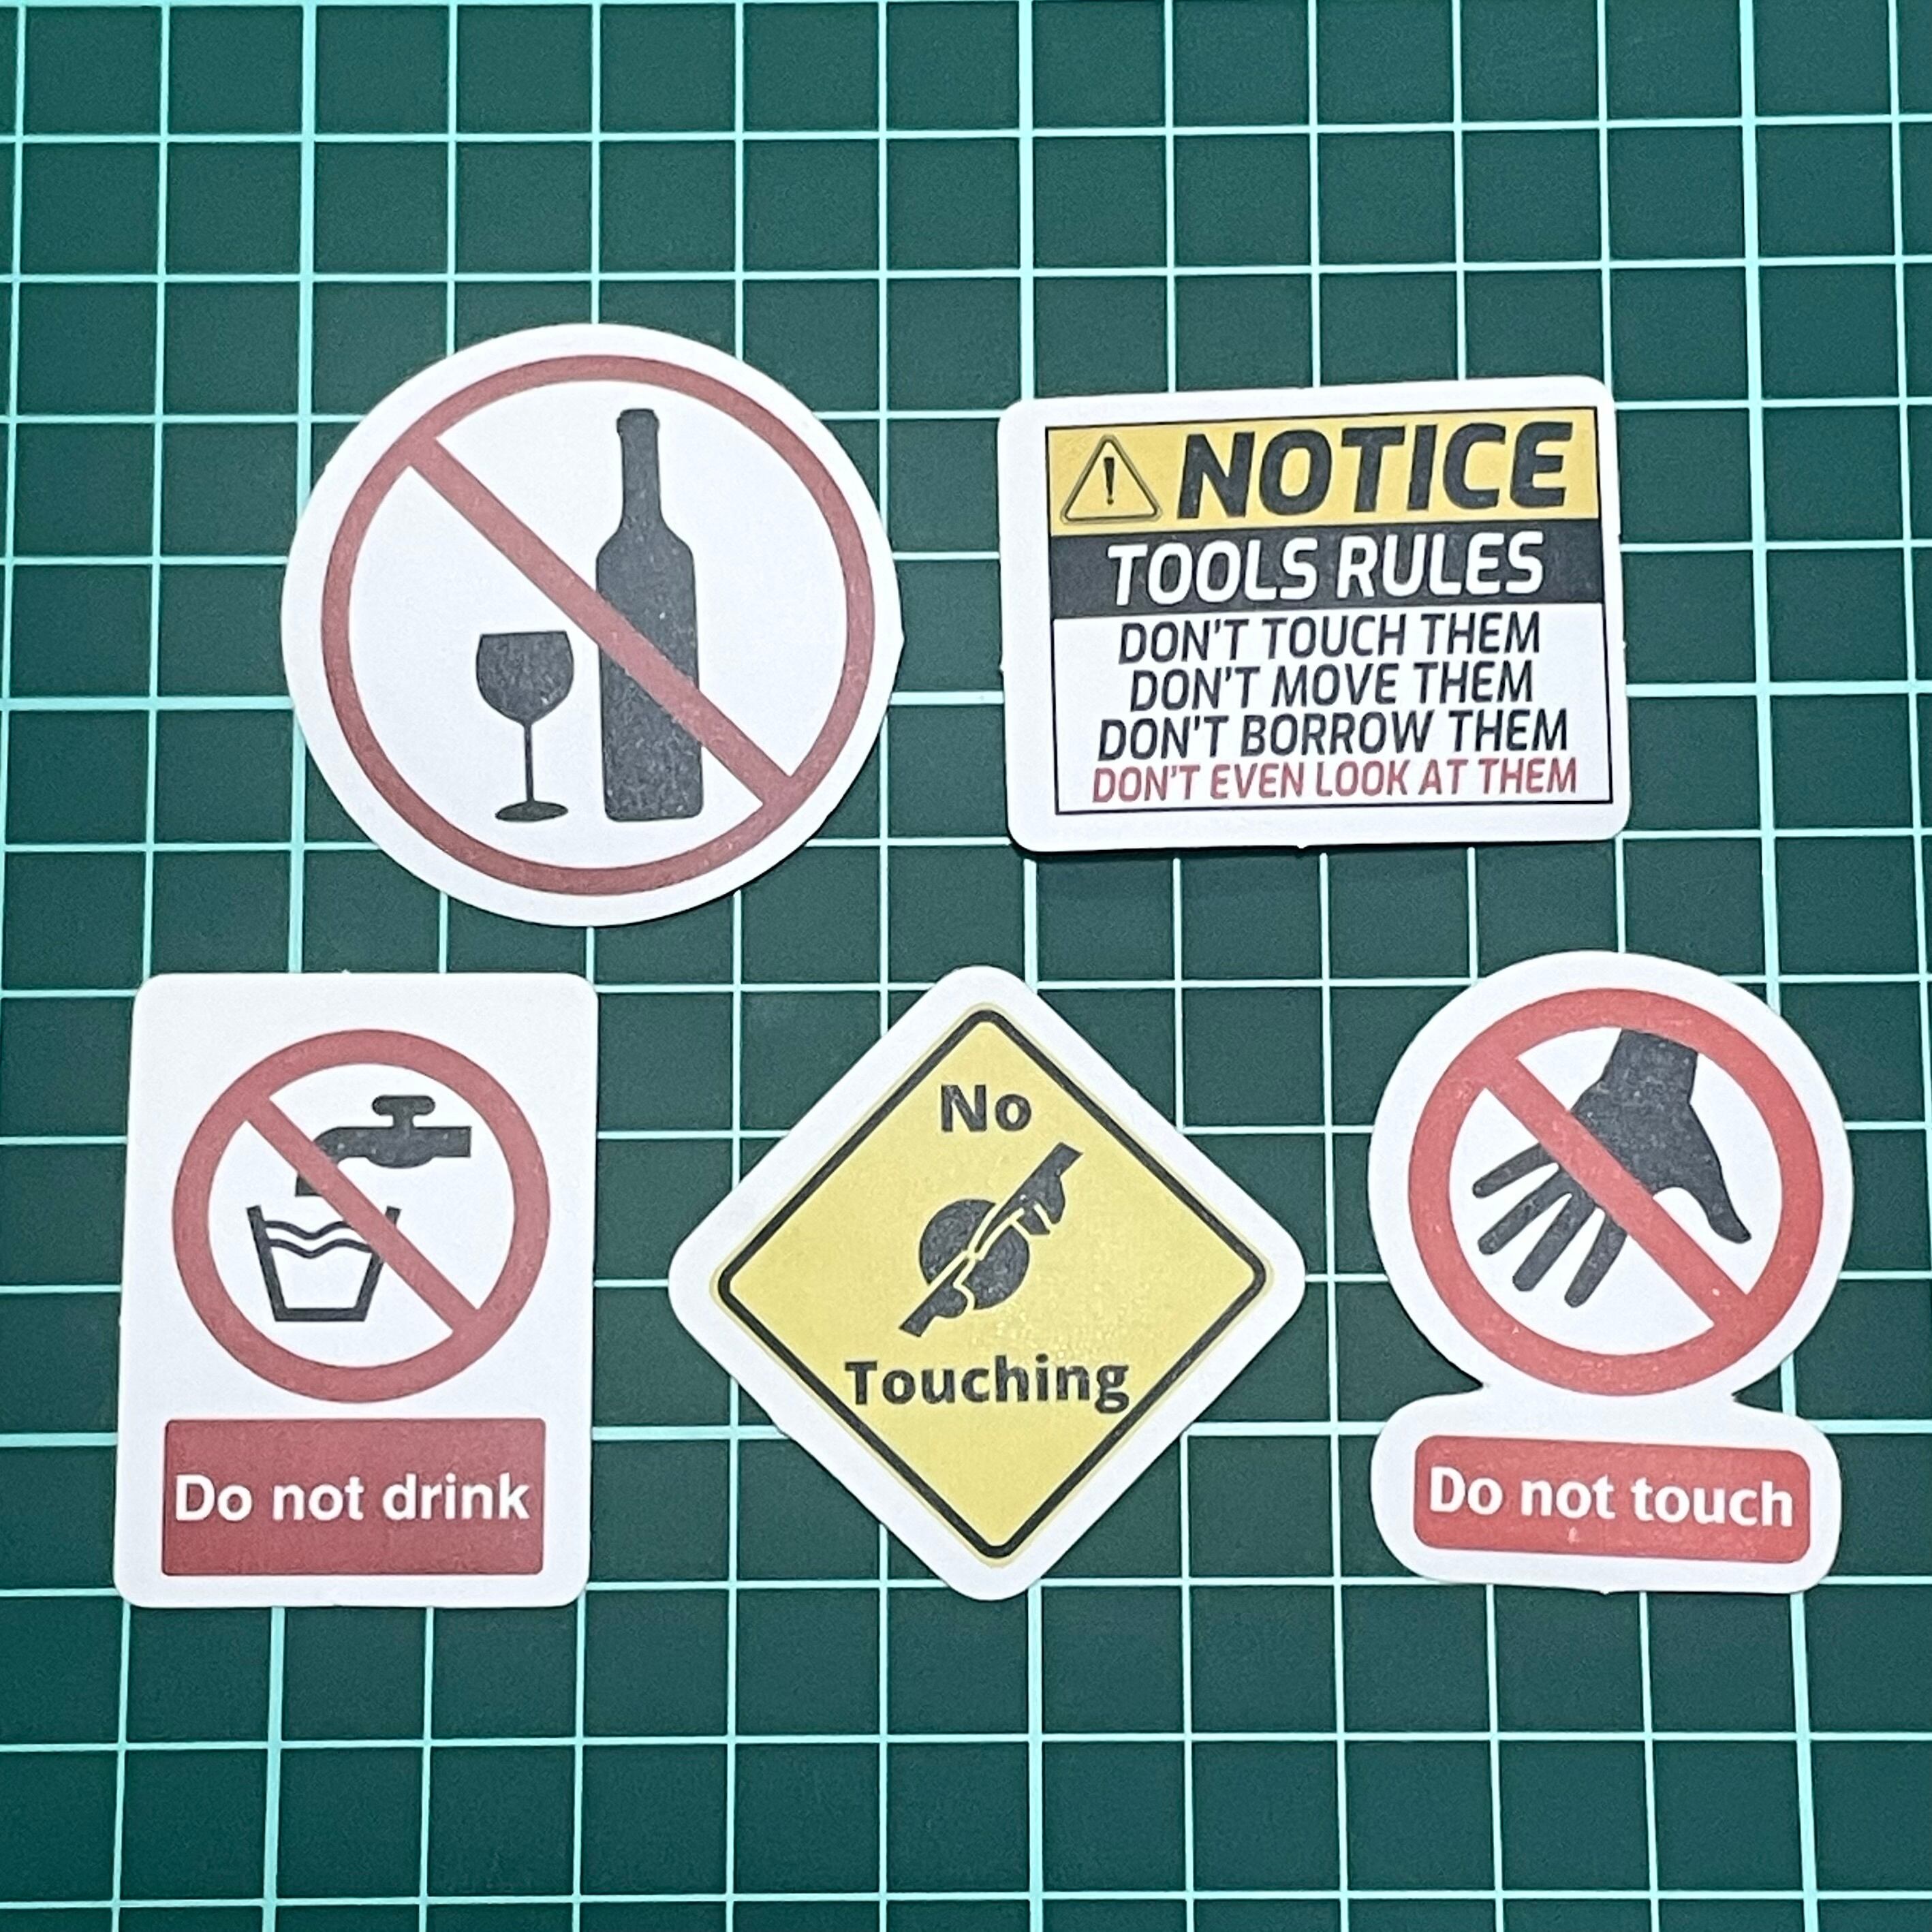 NOTICE
TOOLS RULES
DON'T TOUCH THEM
DON'T MOVE THEM
DON'T BORROW THEM
DON'T EVEN LOOK AT THEM
Do not drink
No
Touching
Do not touch